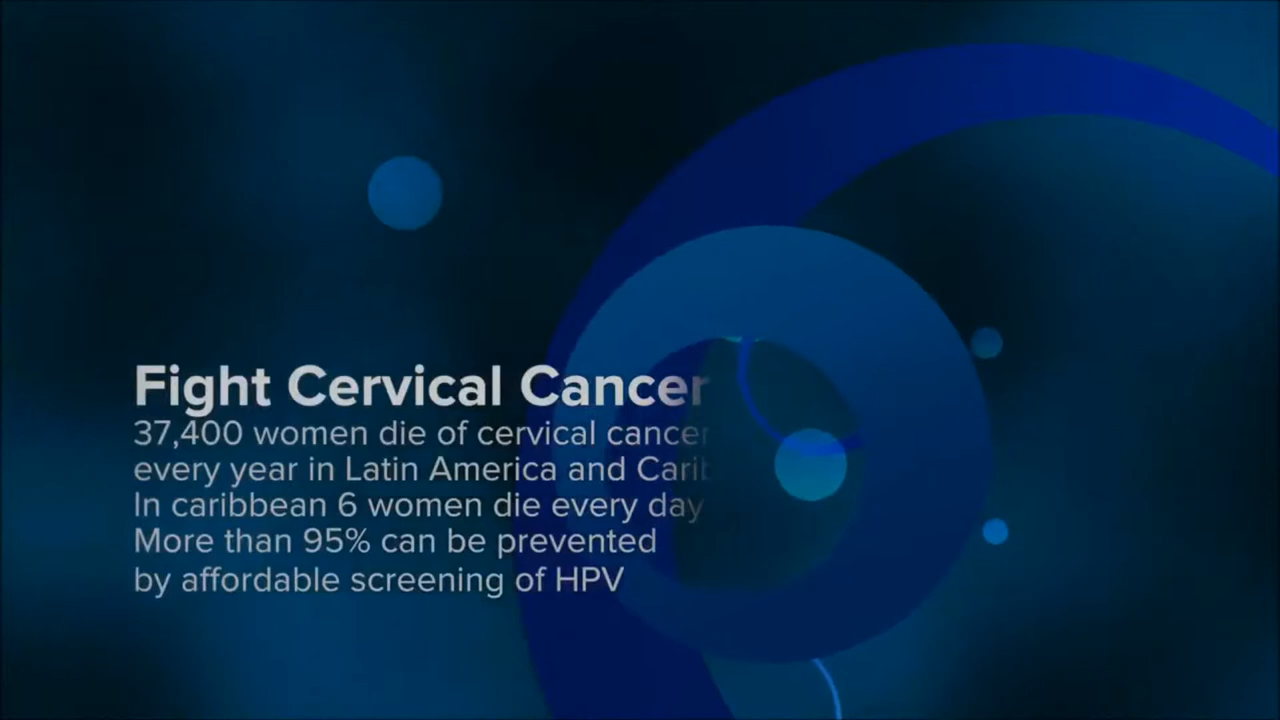 Fight Cervical Cancer
37,400 women die of cervical cancer
every year in Latin America and Carib
In caribbean 6 women die every day
More than 95% can be prevented
by affordable screening of HPV